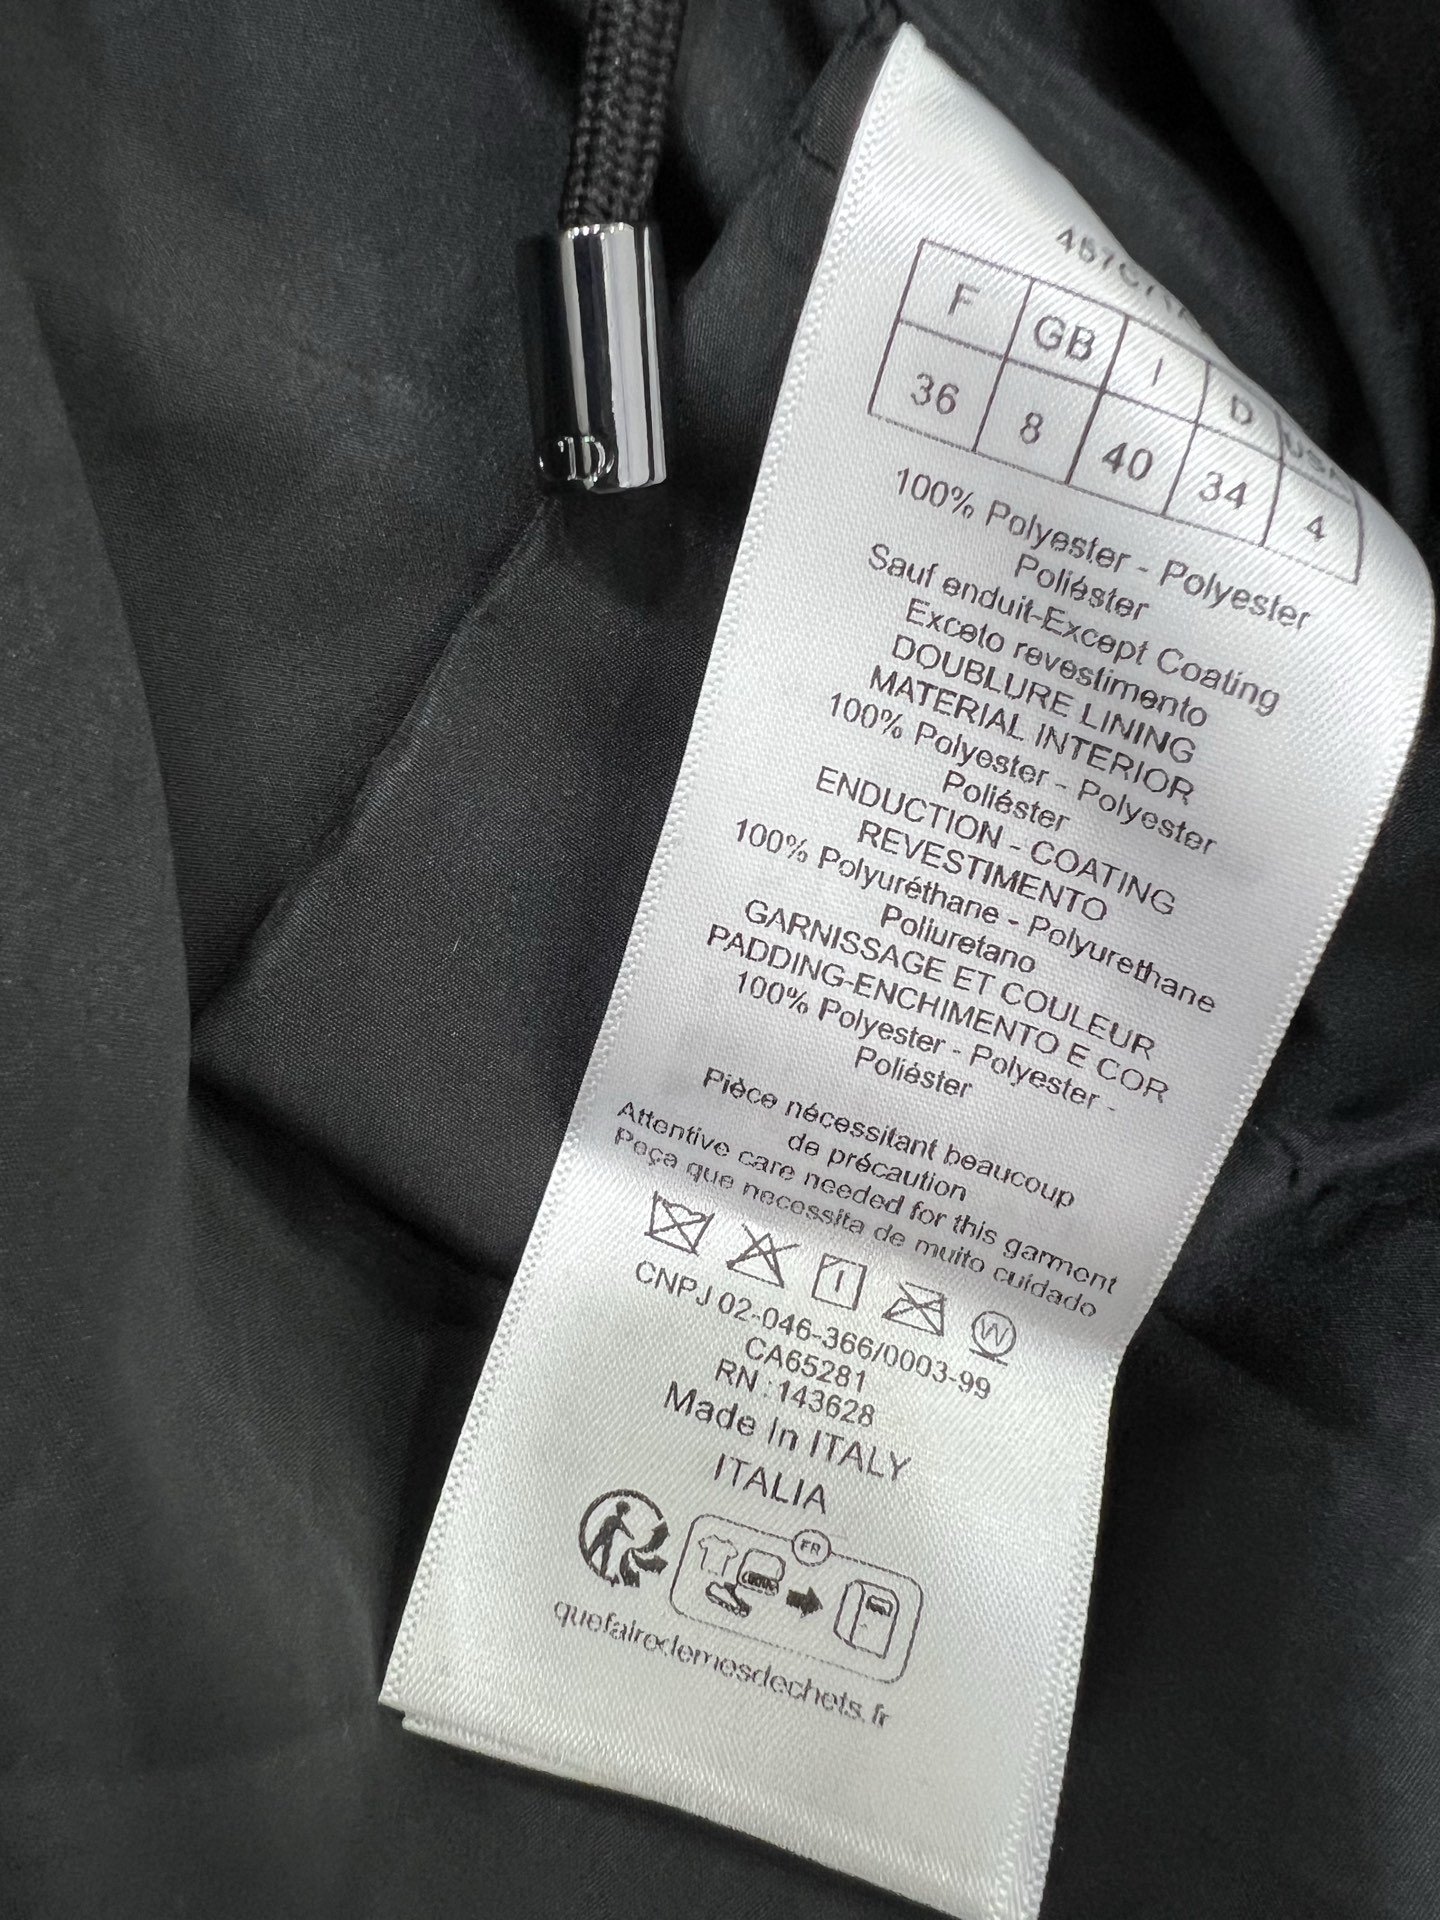 F GB I D USA
36 8 40 34 4
100% Polyester - Polyester
Poliéster
Sauf enduit-Except Coating
Exceto revestimento
DOUBLURE LINING
MATERIAL INTERIOR
100% Polyester - Polyester
Poliéster
ENDUCTION - COATING
REVESTIMENTO
100% Polyuréthane - Polyurethane
Poliuretano
GARNISSAGE ET COULEUR
PADDING-ENCHIMENTO E COR
100% Polyester - Polyester -
Poliéster
Pièce nécessitant beaucoup
de précaution
Attentive care needed for this garment
Peça que necessita de muito cuidado
W
CNPJ 02-046-366/0003-99
CA65281
RN : 143628
Made In ITALY
ITALIA
FR
quefairedemesdechets.fr
CD